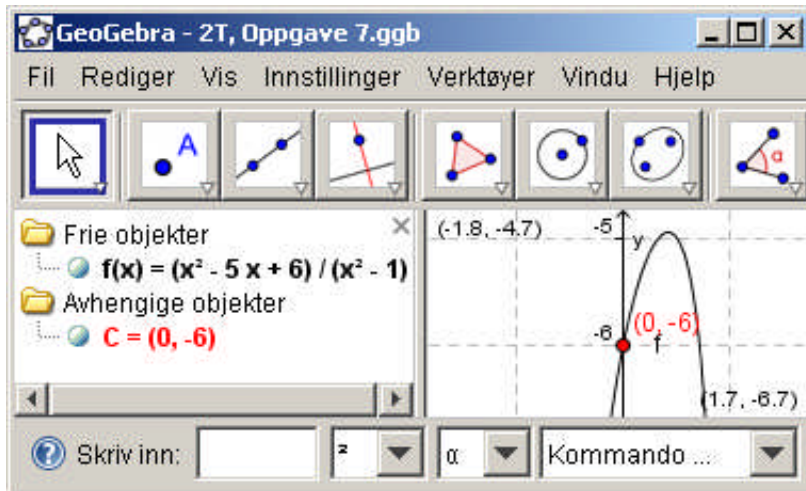 GeoGebra - 2T, Oppgave 7.ggb
Fil Rediger Vis Innstillinger Verktøyer Vindu Hjelp
A
α
Frie objekter
f(x) = (x² - 5 x + 6) / (x² - 1)
Avhengige objekter
C = (0, -6)
(-1.8, -4.7)
-5
y
-6
(0, -6)
f
(1.7, -6.7)
Skriv inn: ² α Kommando ...